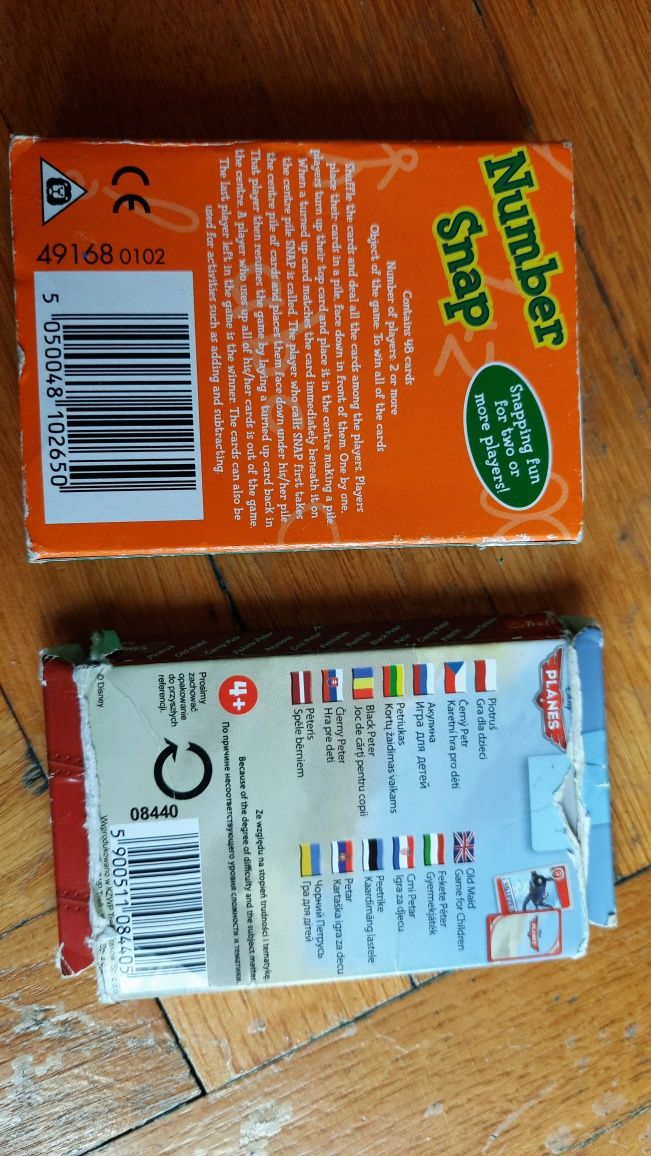 Number
Snap
Snapping fun
for two or
more players!
Contains 48 cards
Number of players: 2 or more
Object of the game: To win all of the cards
Shuffle the cards and deal all the cards among the players. Players
place their cards in a pile, face down in front of them. One by one,
players turn up their top card and place it in the centre making a pile.
When a turned up card matches the card immediately beneath it on
the centre pile SNAP is called. The player who calls SNAP first takes
the centre pile of cards and places them face down under his/her pile.
That player then resumes the game by laying a turned up card back in
the centre. A player who uses up all of his/her cards is out of the game.
The last player left in the game is the winner. The cards can also be
used for activities such as adding and subtracting.
CE
49168 0102
5 050048 102650
PLANES
Piotruś
Gra dla dzieci
Černý Petr
Karetní hra pro děti
Акулина
Игра для детей
Petriukas
Kortų žaidimas vaikams
Black Peter
Joc de cărți pentru copii
Čierny Peter
Hra pre deti
Pēteris
Spēle bērniem
Old Maid
Game for Children
Fekete Péter
Gyermekjáték
Crni Petar
Igra za djecu
Peetrike
Kaardimäng lastele
Petar
Kartaška igra za decu
Чорний Петрусь
Гра для дітей
4+
Ze względu na stopień trudności i tematykę.
Because of the degree of difficulty and the subject matter.
По причине несоответствующего уровня сложности и тематики.
Prosimy
zachować
opakowanie
do przyszłych
referencji.
08440
5 900511 084405
© Disney
Wyprodukowano w KZWP